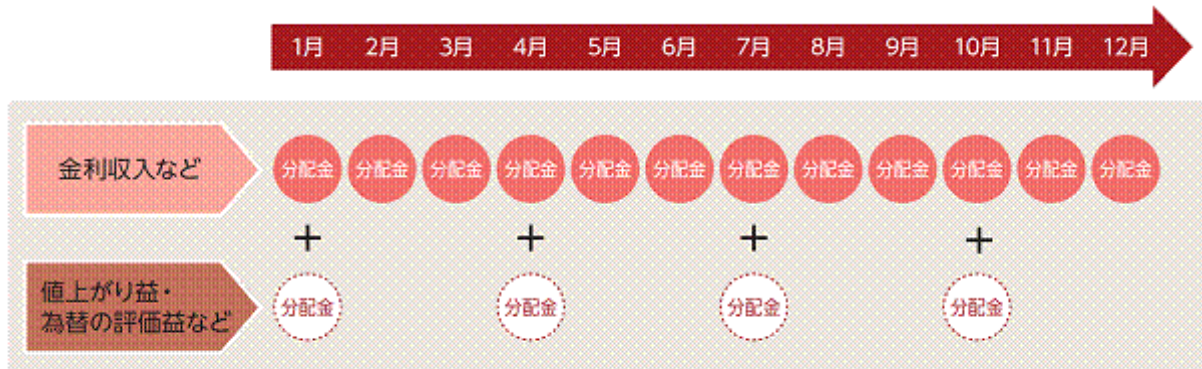 1月 2月 3月 4月 5月 6月 7月 8月 9月 10月 11月 12月
金利収入など
分配金 分配金 分配金 分配金 分配金 分配金 分配金 分配金 分配金 分配金 分配金 分配金
+ + + +
値上がり益・
為替の評価益など
分配金 分配金 分配金 分配金